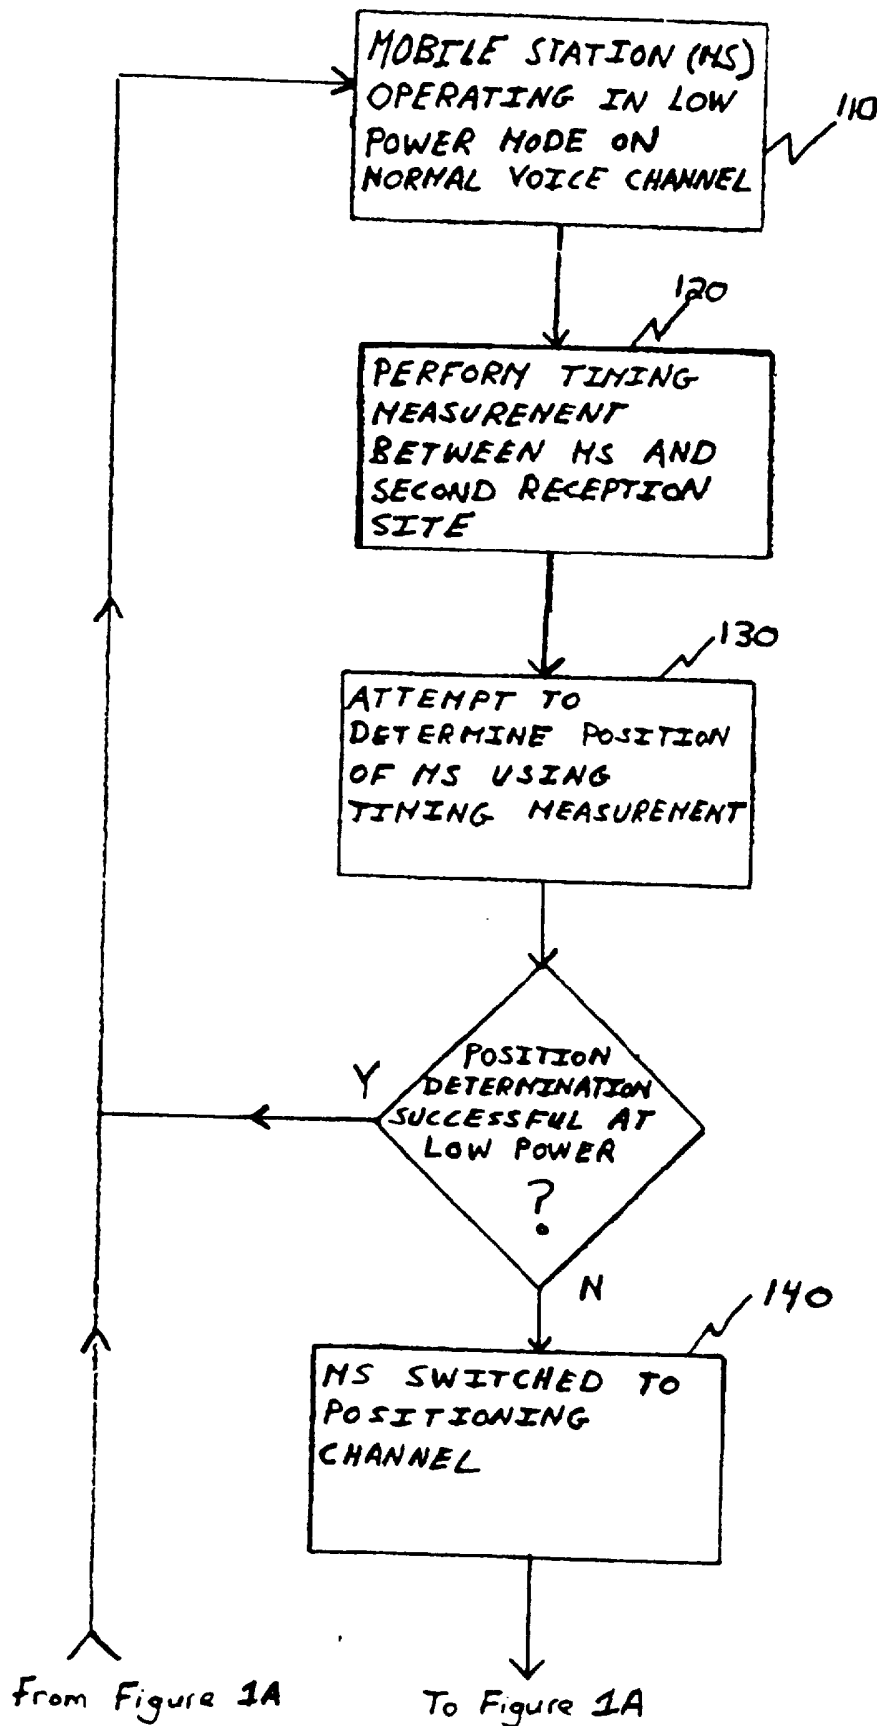 MOBILE STATION (MS)
OPERATING IN LOW
POWER MODE ON
NORMAL VOICE CHANNEL
110
120
PERFORM TIMING
MEASUREMENT
BETWEEN MS AND
SECOND RECEPTION
SITE
130
ATTEMPT TO
DETERMINE POSITION
OF MS USING
TIMING MEASUREMENT
POSITION
DETERMINATION
SUCCESSFUL AT
LOW POWER
?
Y
N
140
MS SWITCHED TO
POSITIONING
CHANNEL
From Figure 1A
To Figure 1A